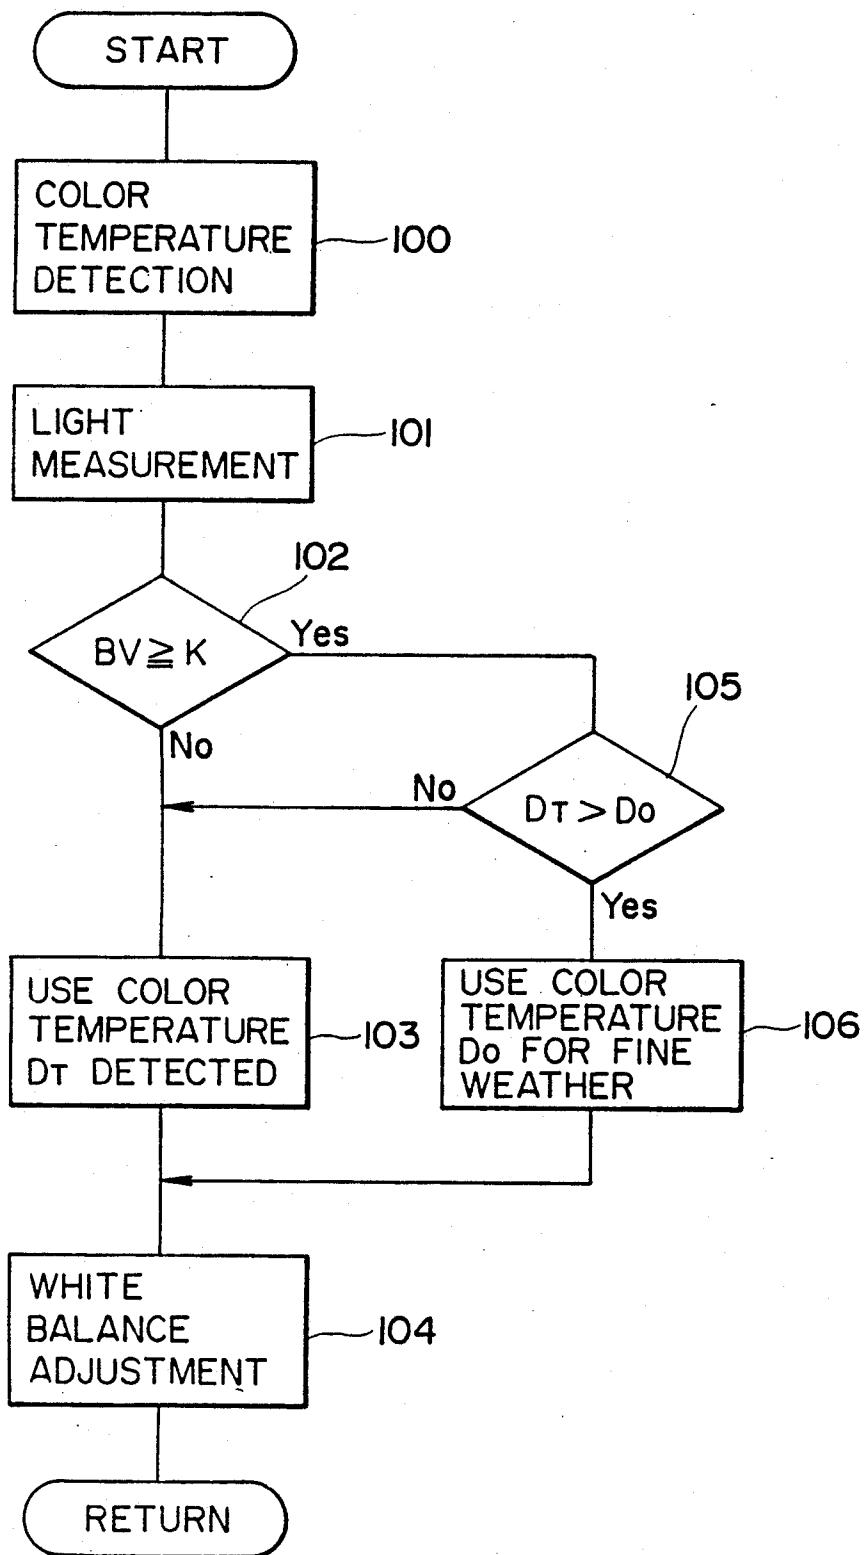 START
COLOR
TEMPERATURE
DETECTION
100
LIGHT
MEASUREMENT
101
102
BV ≧ K
Yes
No
105
DT > Do
No
Yes
USE COLOR
TEMPERATURE
DT DETECTED
103
USE COLOR
TEMPERATURE
Do FOR FINE
WEATHER
106
WHITE
BALANCE
ADJUSTMENT
104
RETURN